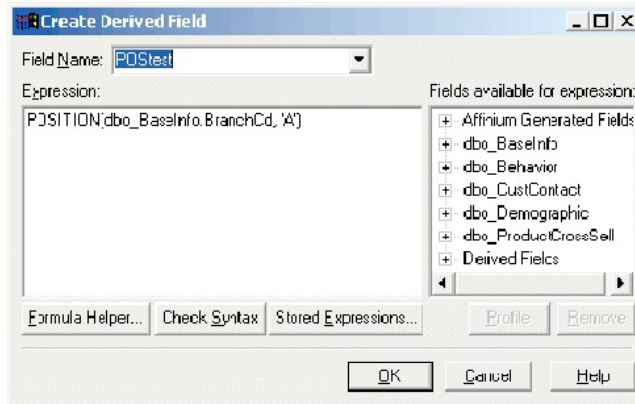 Create Derived Field
Field Name: POStest
Expression:
Fields available for expression:
POSITION(dbo_BaseInfo.BranchCd, 'A')
Affinium Generated Fields
dbo_BaseInfo
dbo_Behavior
dbo_CustContact
dbo_Demographic
dbo_ProductCrossSell
Derived Fields
Formula Helper... Check Syntax Stored Expressions... Profile Remove
OK Cancel Help